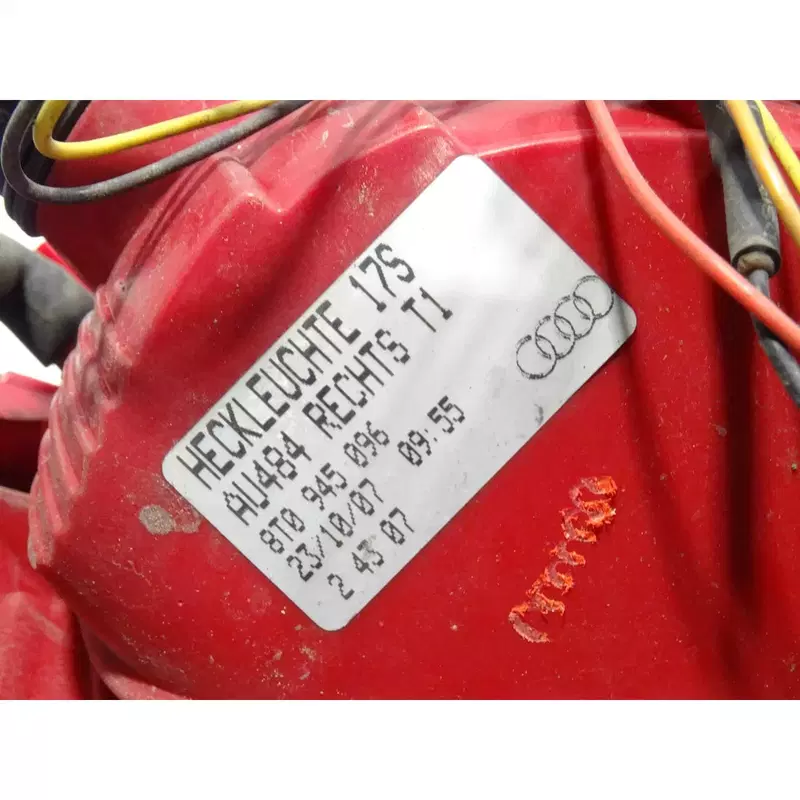 HECKLEUCHTE 17S
AU484 RECHTS T1
8T0 945 096
23/10/07 09:55
2 43 07